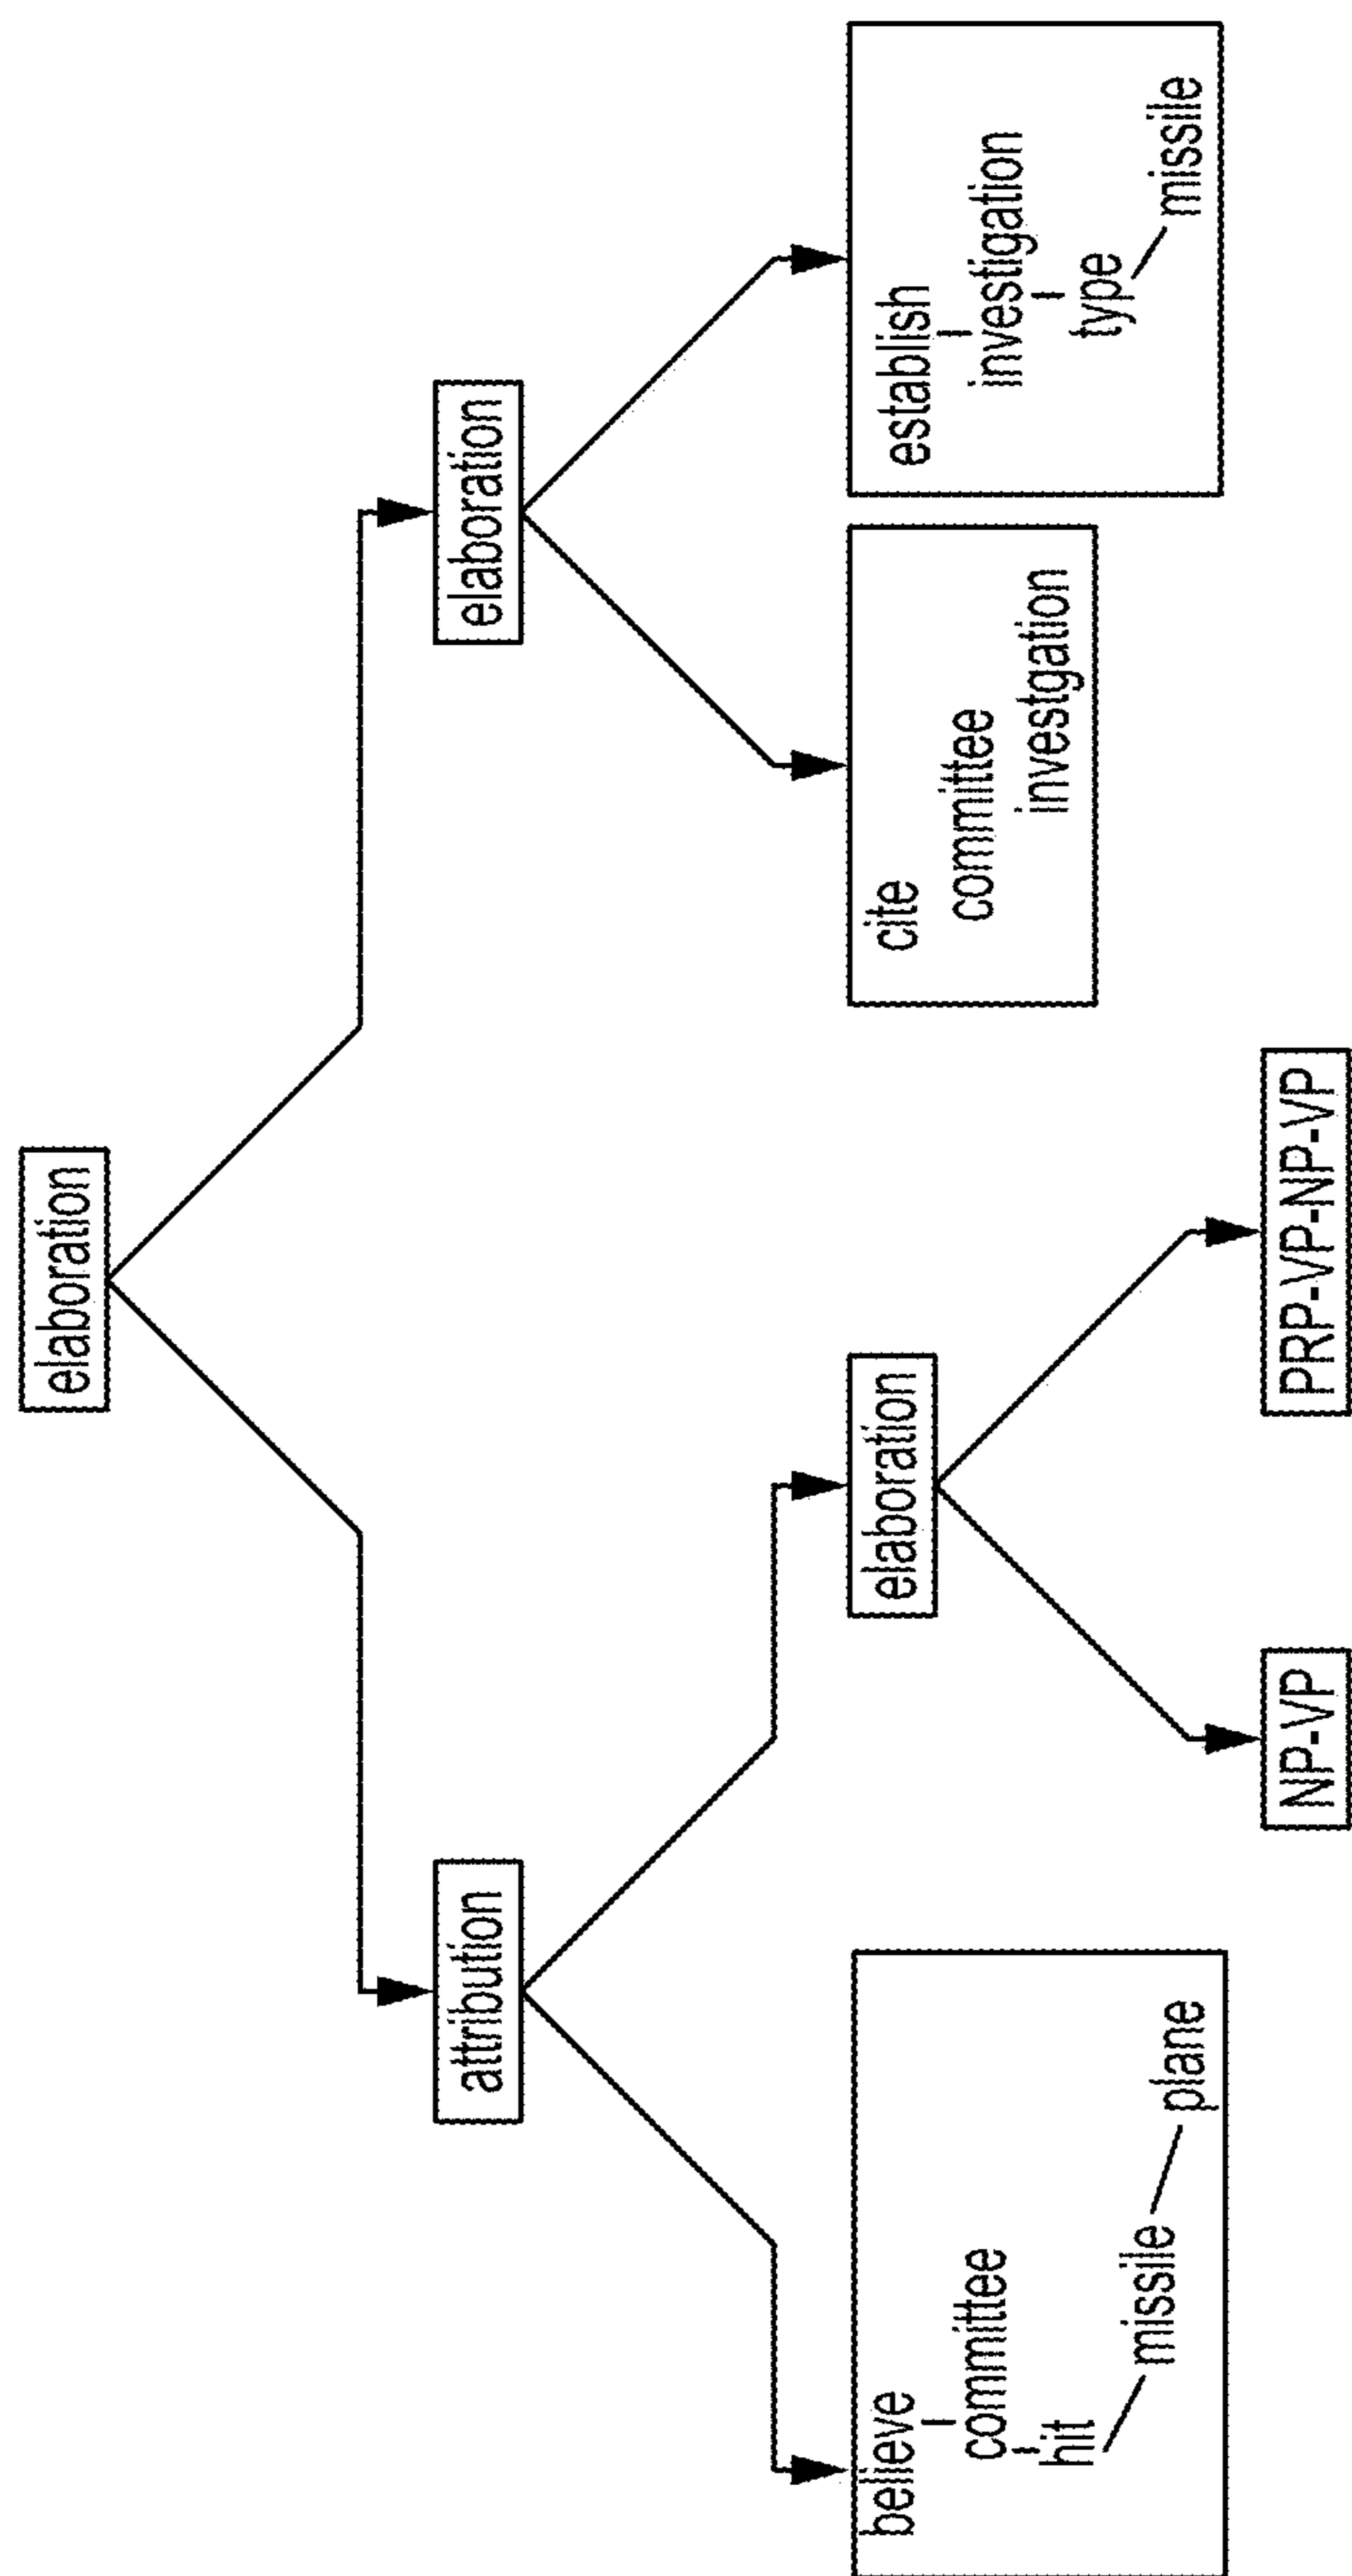 elaboration
attribution
elaboration
believe
committee
hit
missile
plane
elaboration
cite
committee
investgation
establish
investigation
type
missile
NP-VP
PRP-VP-NP-VP